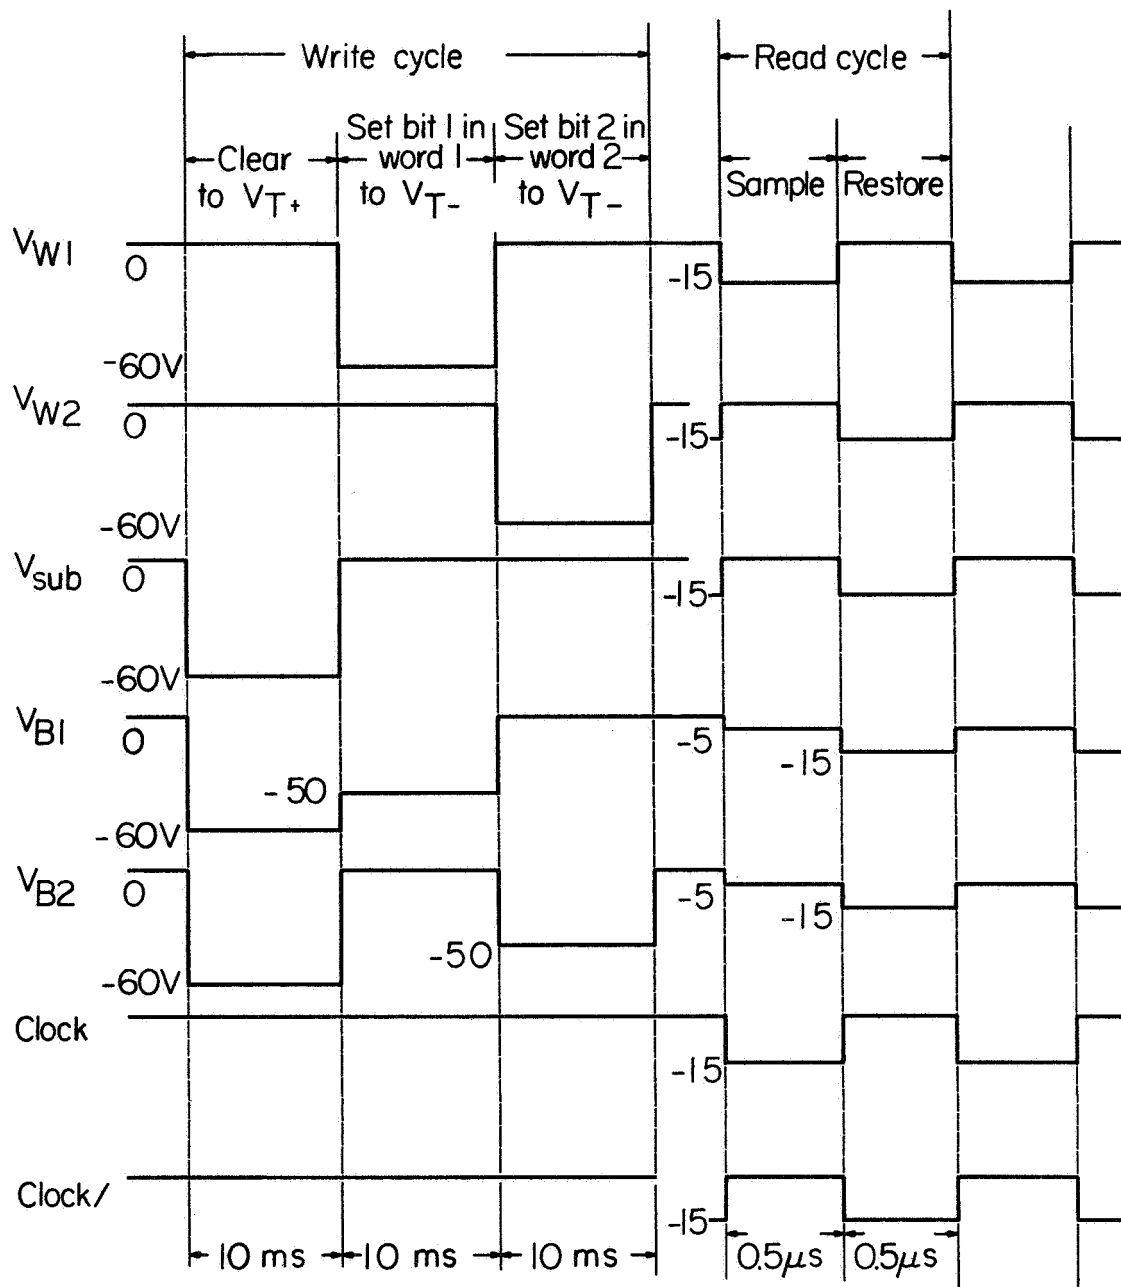 Write cycle
Read cycle
Clear
to VT+
Set bit 1 in
word 1
to VT-
Set bit 2 in
word 2
to VT-
Sample
Restore
VW1
0
-15
-60V
VW2
0
-15
-60V
Vsub
0
-15
-60V
VB1
0
-5
-15
-50
-60V
VB2
0
-5
-15
-50
-60V
Clock
-15
Clock/
-15
10 ms
10 ms
10 ms
0.5μs
0.5μs